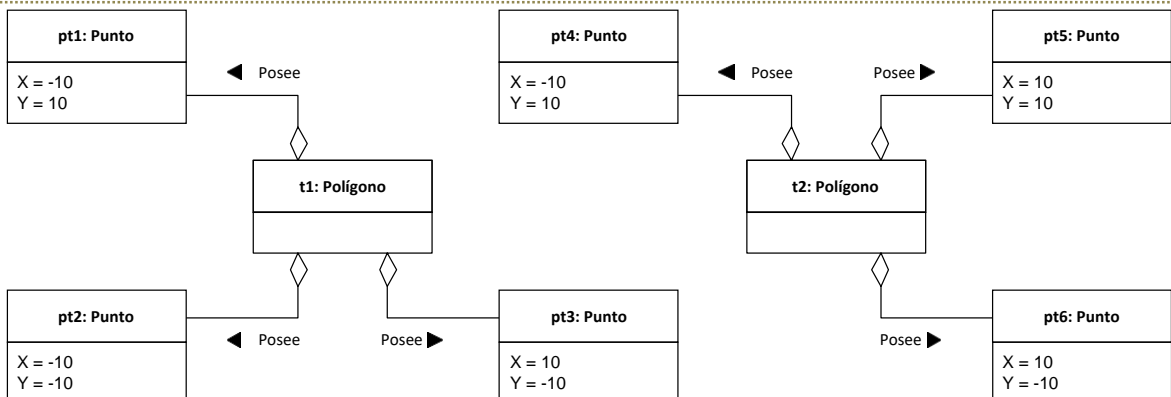 pt1: Punto
X = -10
Y = 10
Posee
pt4: Punto
X = -10
Y = 10
Posee
Posee
pt5: Punto
X = 10
Y = 10
t1: Polígono
t2: Polígono
pt2: Punto
X = -10
Y = -10
Posee
Posee
pt3: Punto
X = 10
Y = -10
Posee
pt6: Punto
X = 10
Y = -10